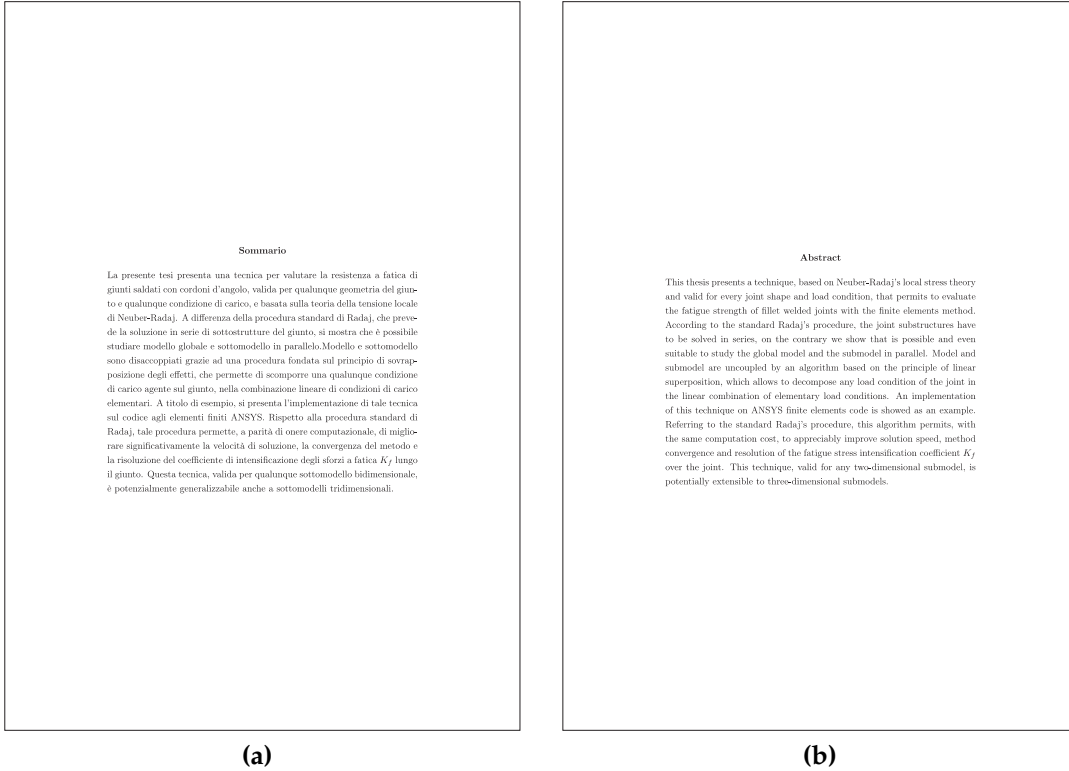 Sommario
La presente tesi presenta una tecnica per valutare la resistenza a fatica di
giunti saldati con cordoni d'angolo, valida per qualunque geometria del giun-
to e qualunque condizione di carico, e basata sulla teoria della tensione locale
di Neuber-Radaj. A differenza della procedura standard di Radaj, che preve-
de la soluzione in serie di sottostrutture del giunto, si mostra che è possibile
studiare modello globale e sottomodello in parallelo.Modello e sottomodello
sono disaccoppiati grazie ad una procedura fondata sul principio di sovrap-
posizione degli effetti, che permette di scomporre una qualunque condizione
di carico agente sul giunto, nella combinazione lineare di condizioni di carico
elementari. A titolo di esempio, si presenta l'implementazione di tale tecnica
sul codice agli elementi finiti ANSYS. Rispetto alla procedura standard di
Radaj, tale procedura permette, a parità di onere computazionale, di miglio-
rare significativamente la velocità di soluzione, la convergenza del metodo e
la risoluzione del coefficiente di intensificazione degli sforzi a fatica K_f lungo
il giunto. Questa tecnica, valida per qualunque sottomodello bidimensionale,
è potenzialmente generalizzabile anche a sottomodelli tridimensionali.
(a)
Abstract
This thesis presents a technique, based on Neuber-Radaj's local stress theory
and valid for every joint shape and load condition, that permits to evaluate
the fatigue strength of fillet welded joints with the finite elements method.
According to the standard Radaj's procedure, the joint substructures have
to be solved in series, on the contrary we show that is possible and even
suitable to study the global model and the submodel in parallel. Model and
submodel are uncoupled by an algorithm based on the principle of linear
superposition, which allows to decompose any load condition of the joint in
the linear combination of elementary load conditions. An implementation
of this technique on ANSYS finite elements code is showed as an example.
Referring to the standard Radaj's procedure, this algorithm permits, with
the same computation cost, to appreciably improve solution speed, method
convergence and resolution of the fatigue stress intensification coefficient K_f
over the joint. This technique, valid for any two-dimensional submodel, is
potentially extensible to three-dimensional submodels.
(b)